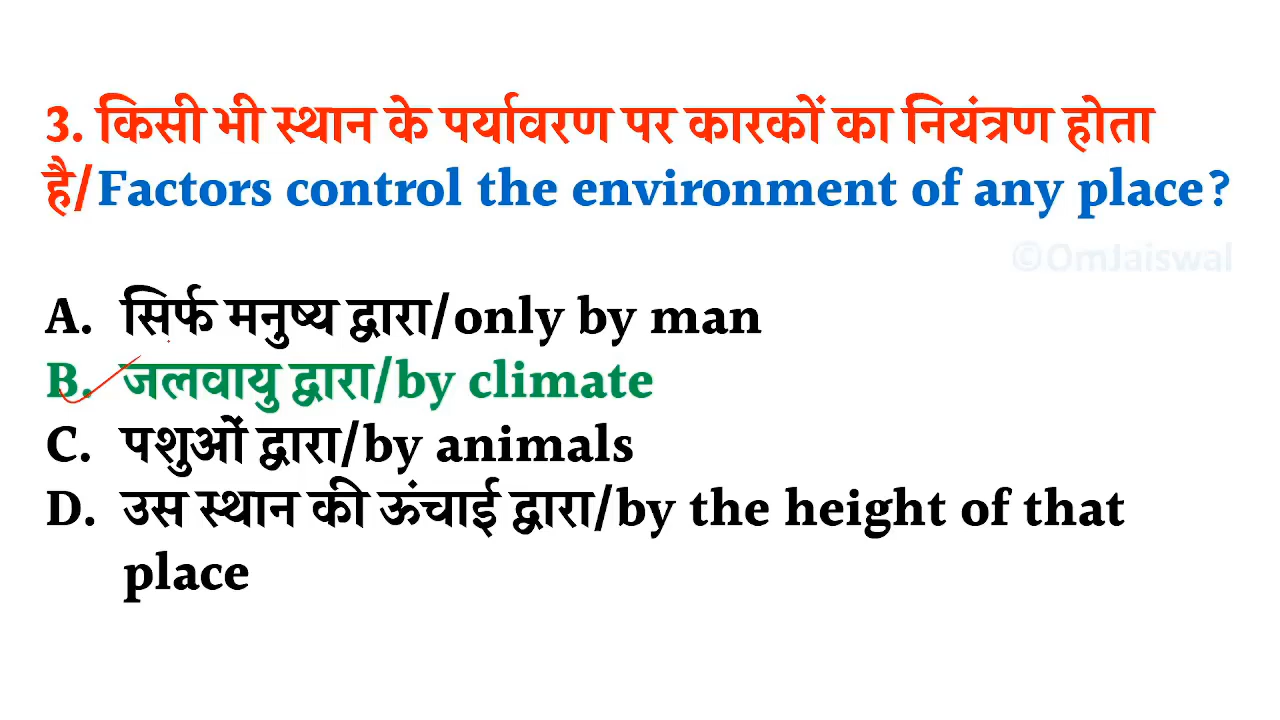 3. किसी भी स्थान के पर्यावरण पर कारकों का नियंत्रण होता
है/Factors control the environment of any place?
©OmJaiswal
A. सिर्फ मनुष्य द्वारा/only by man
B. जलवायु द्वारा/by climate
C. पशुओं द्वारा/by animals
D. उस स्थान की ऊंचाई द्वारा/by the height of that
place